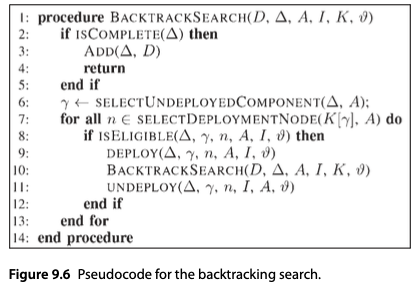 1: procedure BACKTRACKSEARCH(D, Δ, A, I, K, ϑ)
2: if ISCOMPLETE(Δ) then
3: ADD(Δ, D)
4: return
5: end if
6: γ ← SELECTUNDEPLOYEDCOMPONENT(Δ, A);
7: for all n ∈ SELECTDEPLOYMENTNODE(K[γ], A) do
8: if ISELIGIBLE(Δ, γ, n, A, I, ϑ) then
9: DEPLOY(Δ, γ, n, A, I, ϑ)
10: BACKTRACKSEARCH(D, Δ, A, I, K, ϑ)
11: UNDEPLOY(Δ, γ, n, I, A, ϑ)
12: end if
13: end for
14: end procedure
Figure 9.6 Pseudocode for the backtracking search.